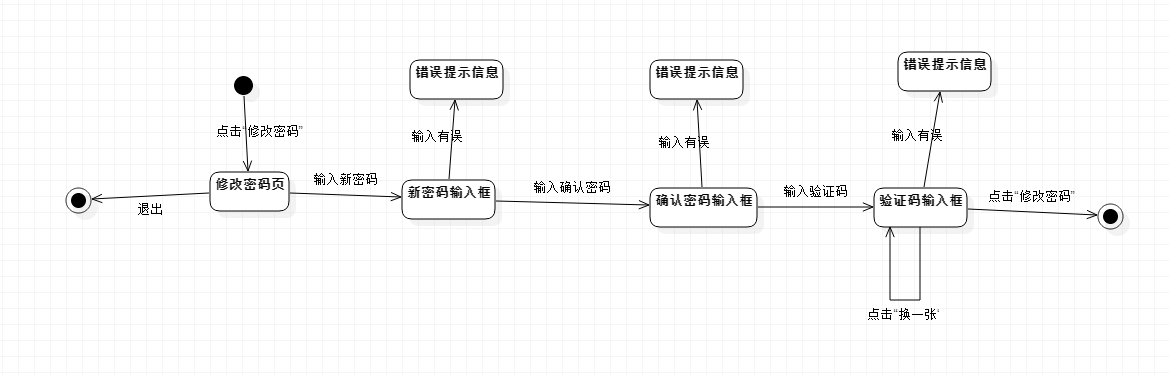 错误提示信息
错误提示信息
错误提示信息
点击“修改密码”
输入有误
输入有误
输入有误
修改密码页
输入新密码
新密码输入框
输入确认密码
确认密码输入框
输入验证码
验证码输入框
点击“修改密码”
退出
点击“换一张‘